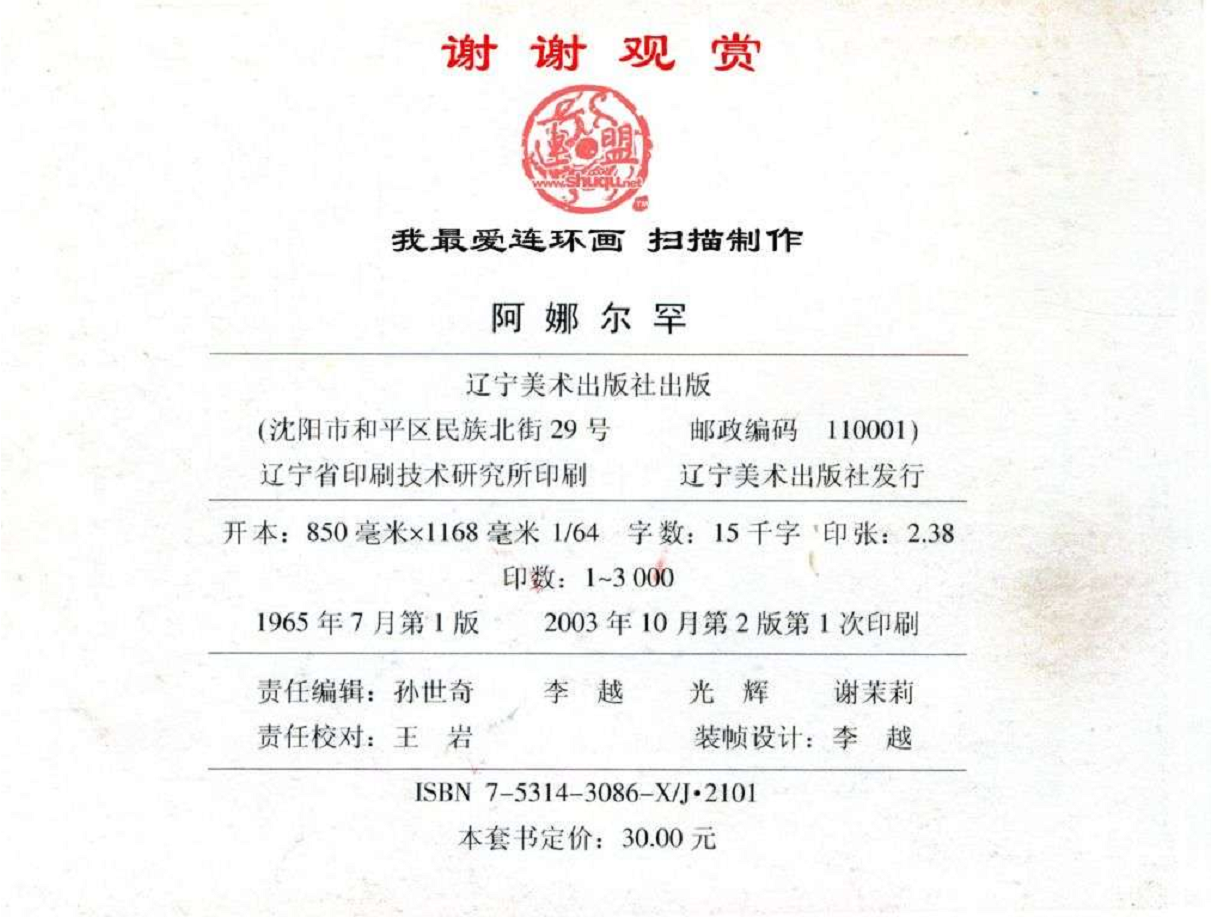 谢谢观赏
連盟
www.shuqu.net
TM
我最爱连环画 扫描制作
阿娜尔罕
辽宁美术出版社出版
(沈阳市和平区民族北街 29 号 邮政编码 110001)
辽宁省印刷技术研究所印刷 辽宁美术出版社发行
开本：850 毫米×1168 毫米 1/64 字数：15 千字 印张：2.38
印数：1~3 000
1965 年 7 月第 1 版 2003 年 10 月第 2 版第 1 次印刷
责任编辑：孙世奇 李 越 光 辉 谢茉莉
责任校对：王 岩 装帧设计：李 越
ISBN 7-5314-3086-X/J·2101
本套书定价：30.00 元